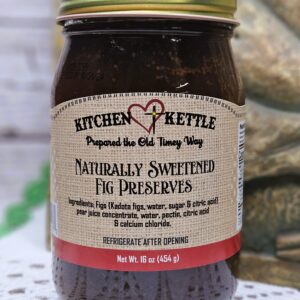 KITCHEN KETTLE
Prepared the Old Timey Way
NATURALLY SWEETENED
FIG PRESERVES
Ingredients: Figs (Kadota figs, water, sugar & citric acid)
pear juice concentrate, water, pectin, citric acid
& calcium chloride.
REFRIGERATE AFTER OPENING
Net Wt. 16 oz (454 g)